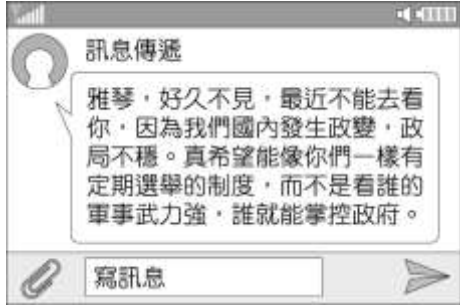 訊息傳遞
雅琴，好久不見，最近不能去看
你，因為我們國內發生政變，政
局不穩。真希望能像你們一樣有
定期選舉的制度，而不是看誰的
軍事武力強，誰就能掌控政府。
寫訊息